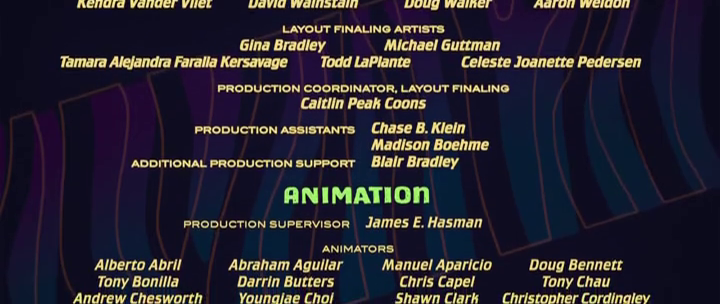 Kendra Vander Vliet David Wainstain Doug Walker Aaron Weldon
LAYOUT FINALING ARTISTS
Gina Bradley Michael Guttman
Tamara Alejandra Faralla Kersavage Todd LaPlante Celeste Joanette Pedersen
PRODUCTION COORDINATOR, LAYOUT FINALING
Caitlin Peak Coons
PRODUCTION ASSISTANTS Chase B. Klein
Madison Boehme
ADDITIONAL PRODUCTION SUPPORT Blair Bradley
ANIMATION
PRODUCTION SUPERVISOR James E. Hasman
ANIMATORS
Alberto Abril Abraham Aguilar Manuel Aparicio Doug Bennett
Tony Bonilla Darrin Butters Chris Capel Tony Chau
Andrew Chesworth Youngjae Choi Shawn Clark Christopher Cordingley